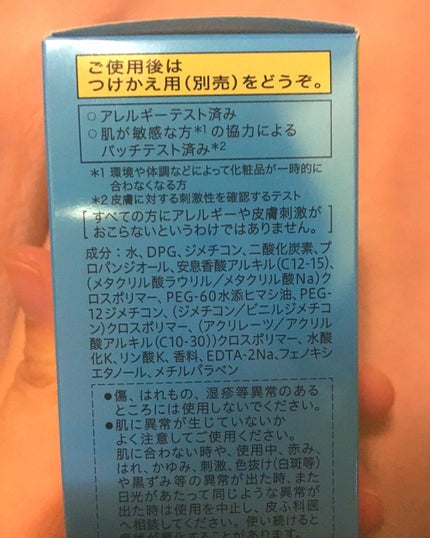 ご使用後は
つけかえ用(別売)をどうぞ。
○アレルギーテスト済み
○肌が敏感な方*1の協力による
パッチテスト済み*2
*1 環境や体調などによって化粧品が一時的に
合わなくなる方
*2 皮膚に対する刺激性を確認するテスト
[すべての方にアレルギーや皮膚刺激が
おこらないというわけではありません。]
成分：水、DPG、ジメチコン、二酸化炭素、プ
ロパンジオール、安息香酸アルキル(C12-15)、
(メタクリル酸ラウリル／メタクリル酸Na)ク
ロスポリマー、PEG-60水添ヒマシ油、PEG-
12ジメチコン、(ジメチコン／ビニルジメチコ
ン)クロスポリマー、(アクリレーツ／アクリル
酸アルキル(C10-30))クロスポリマー、水酸
化K、リン酸K、香料、EDTA-2Na、フェノキシ
エタノール、メチルパラベン
●傷、はれもの、湿疹等異常のある
ところには使用しないでください。
●肌に異常が生じていないか
よく注意してご使用ください。
肌に合わない時や、使用中、赤み、
はれ、かゆみ、刺激、色抜け(白斑等)
や黒ずみ等の異常が出た時、また
日光があたって同じような異常が
出た時は使用を中止し、皮ふ科医
へ相談してください。使い続けると
症状が悪化することがあります。